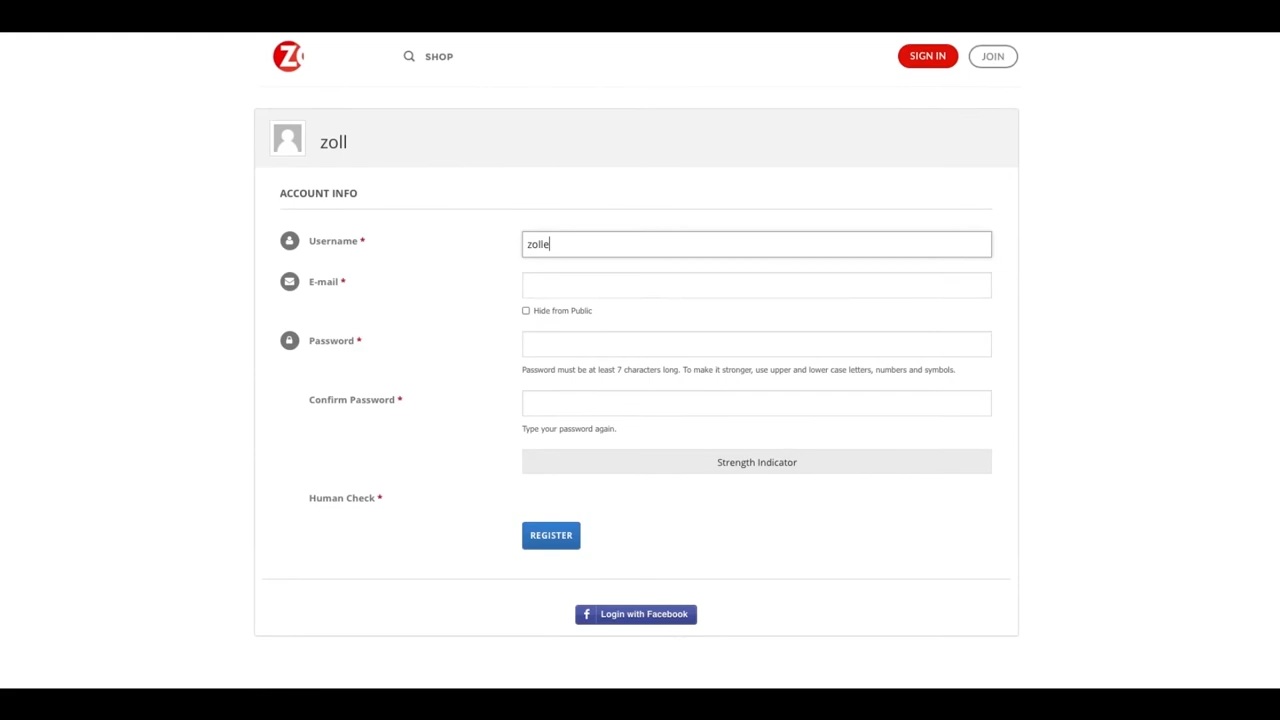 Z
SHOP
SIGN IN
JOIN
zoll
ACCOUNT INFO
Username *
zolle
E-mail *
Hide from Public
Password *
Password must be at least 7 characters long. To make it stronger, use upper and lower case letters, numbers and symbols.
Confirm Password *
Type your password again.
Strength Indicator
Human Check *
REGISTER
f Login with Facebook